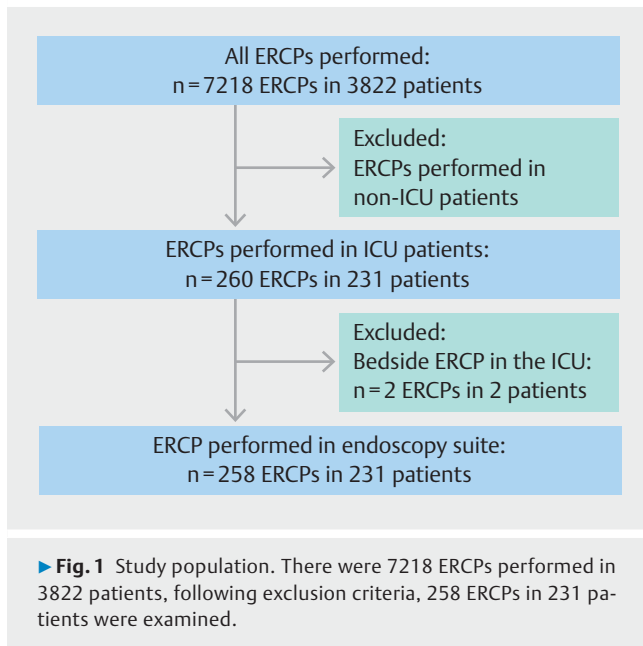 All ERCPs performed:
n=7218 ERCPs in 3822 patients
Excluded:
ERCPs performed in
non-ICU patients
ERCPs performed in ICU patients:
n=260 ERCPs in 231 patients
Excluded:
Bedside ERCP in the ICU:
n=2 ERCPs in 2 patients
ERCP performed in endoscopy suite:
n=258 ERCPs in 231 patients
▶ Fig. 1 Study population. There were 7218 ERCPs performed in
3822 patients, following exclusion criteria, 258 ERCPs in 231 pa-
tients were examined.